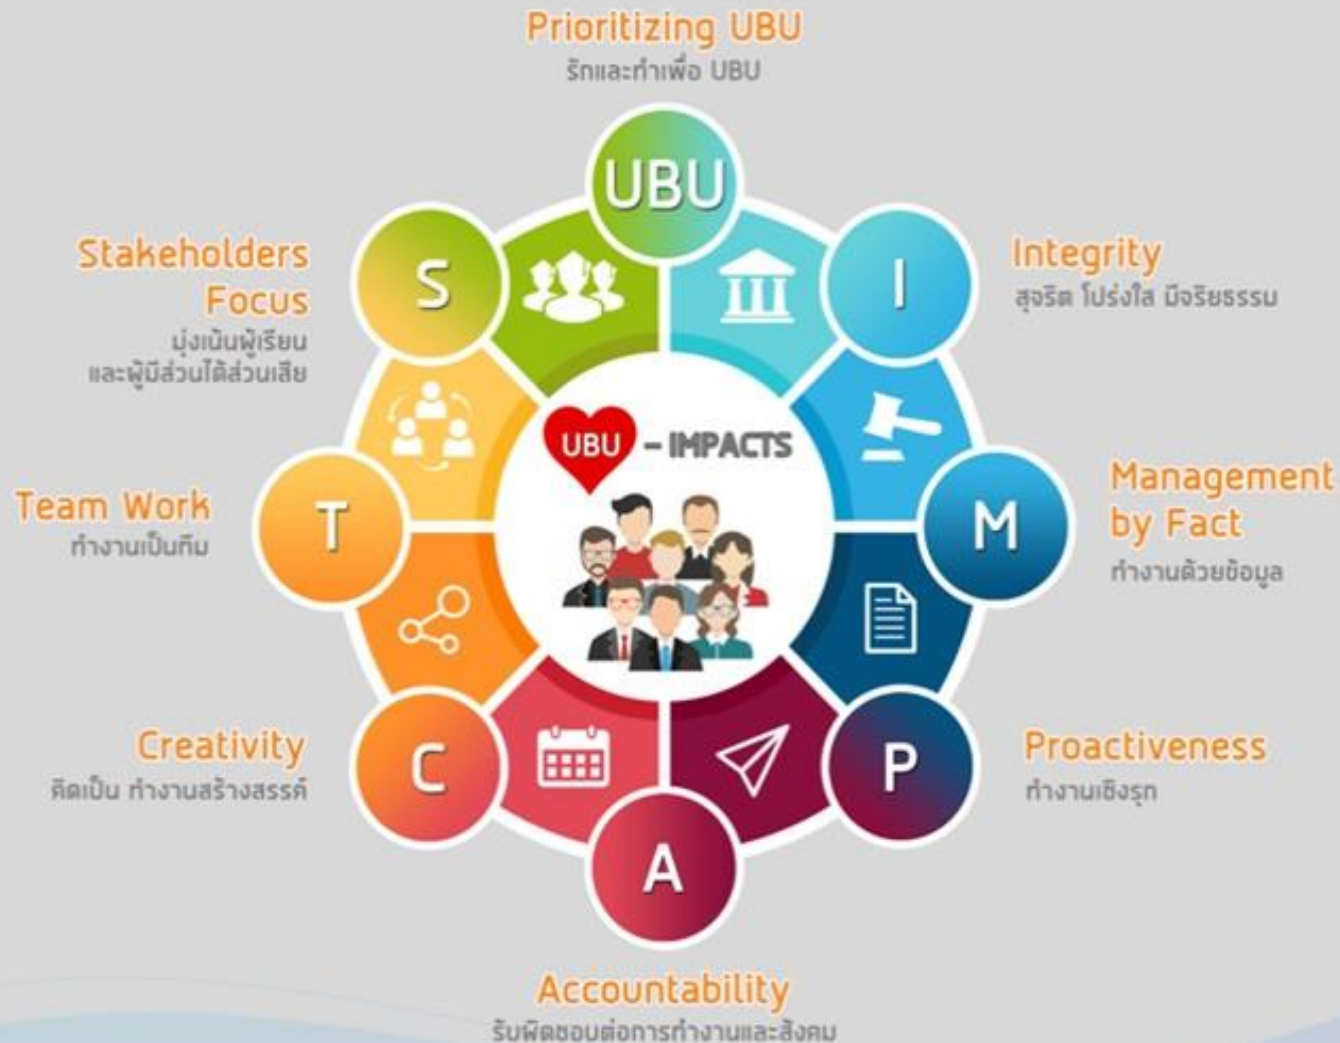 Prioritizing UBU
รักและทำเพื่อ UBU
UBU
I
Integrity
สุจริต โปร่งใส มีจริยธรรม
M
Management
by Fact
ทำงานด้วยข้อมูล
P
Proactiveness
ทำงานเชิงรุก
A
Accountability
รับผิดชอบต่อการทำงานและสังคม
C
Creativity
คิดเป็น ทำงานสร้างสรรค์
T
Team Work
ทำงานเป็นทีม
S
Stakeholders
Focus
มุ่งเน้นผู้เรียน
และผู้มีส่วนได้ส่วนเสีย
UBU - IMPACTS